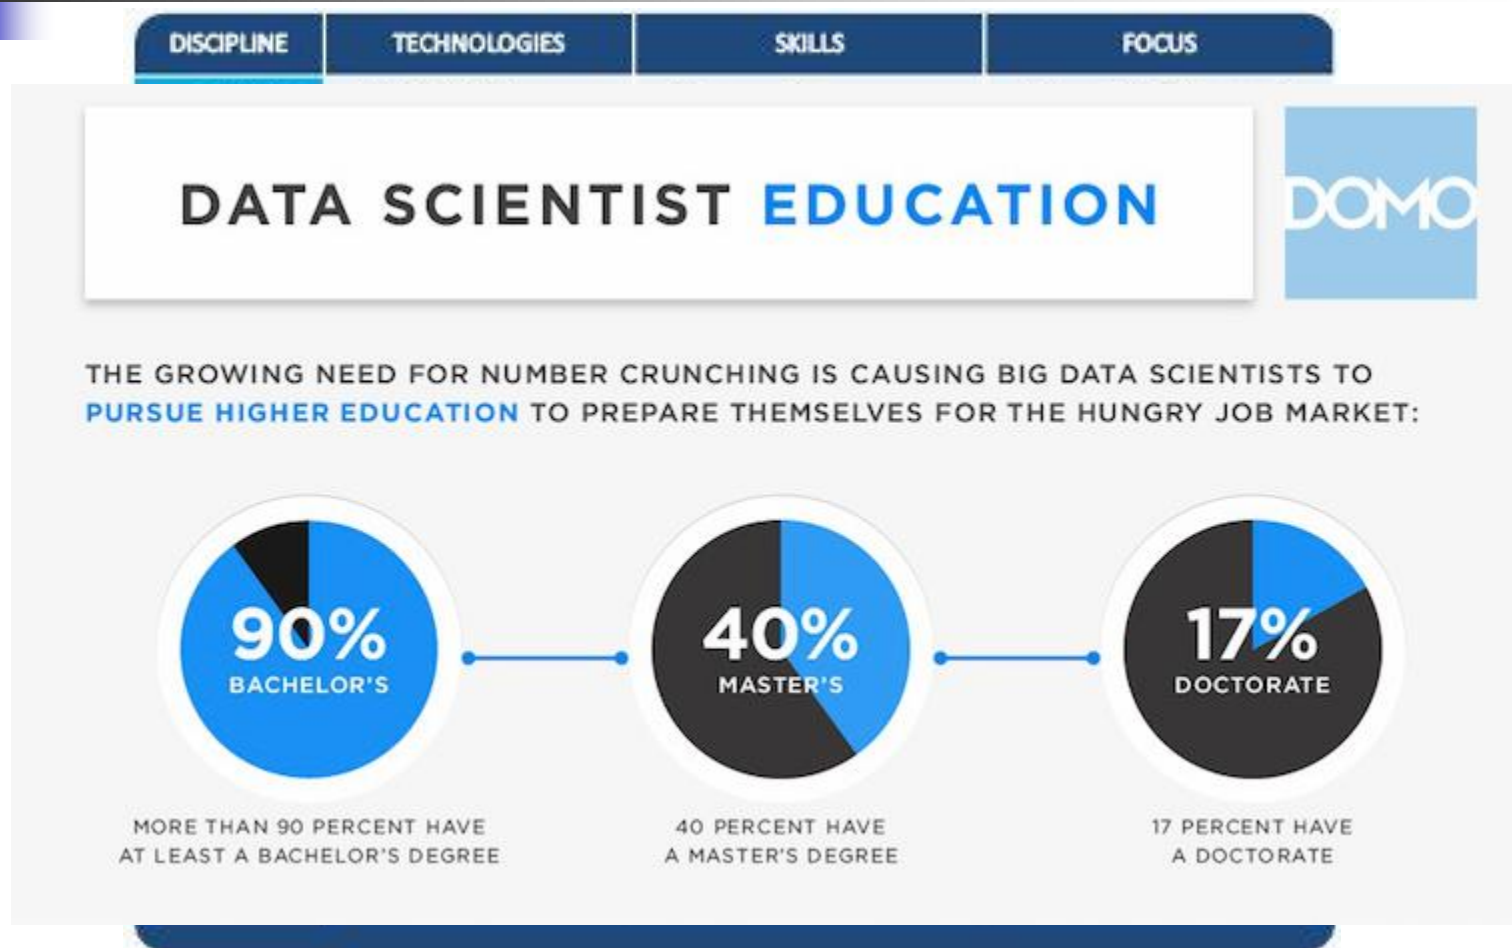 DISCIPLINE TECHNOLOGIES SKILLS FOCUS
DATA SCIENTIST EDUCATION
DOMO
THE GROWING NEED FOR NUMBER CRUNCHING IS CAUSING BIG DATA SCIENTISTS TO
PURSUE HIGHER EDUCATION TO PREPARE THEMSELVES FOR THE HUNGRY JOB MARKET:
90%
BACHELOR'S
40%
MASTER'S
17%
DOCTORATE
MORE THAN 90 PERCENT HAVE
AT LEAST A BACHELOR'S DEGREE
40 PERCENT HAVE
A MASTER'S DEGREE
17 PERCENT HAVE
A DOCTORATE